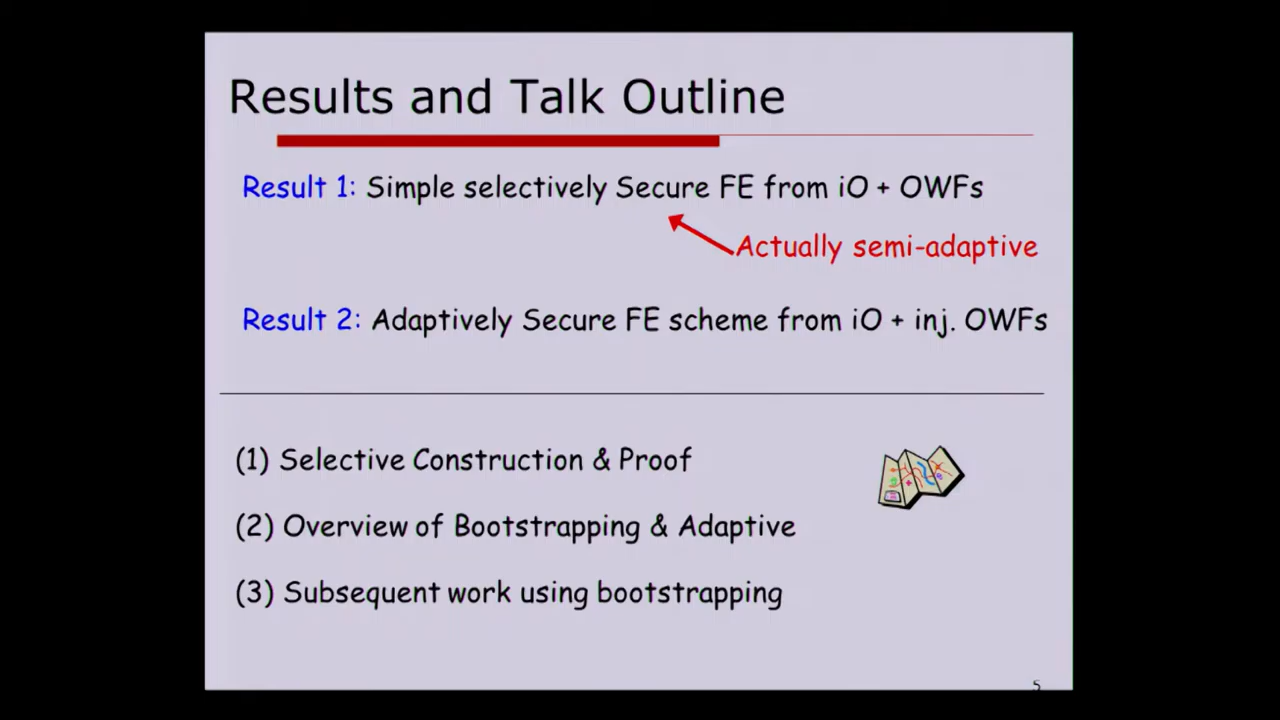 Results and Talk Outline
Result 1: Simple selectively Secure FE from iO + OWFs
Actually semi-adaptive
Result 2: Adaptively Secure FE scheme from iO + inj. OWFs
(1) Selective Construction & Proof
(2) Overview of Bootstrapping & Adaptive
(3) Subsequent work using bootstrapping
5